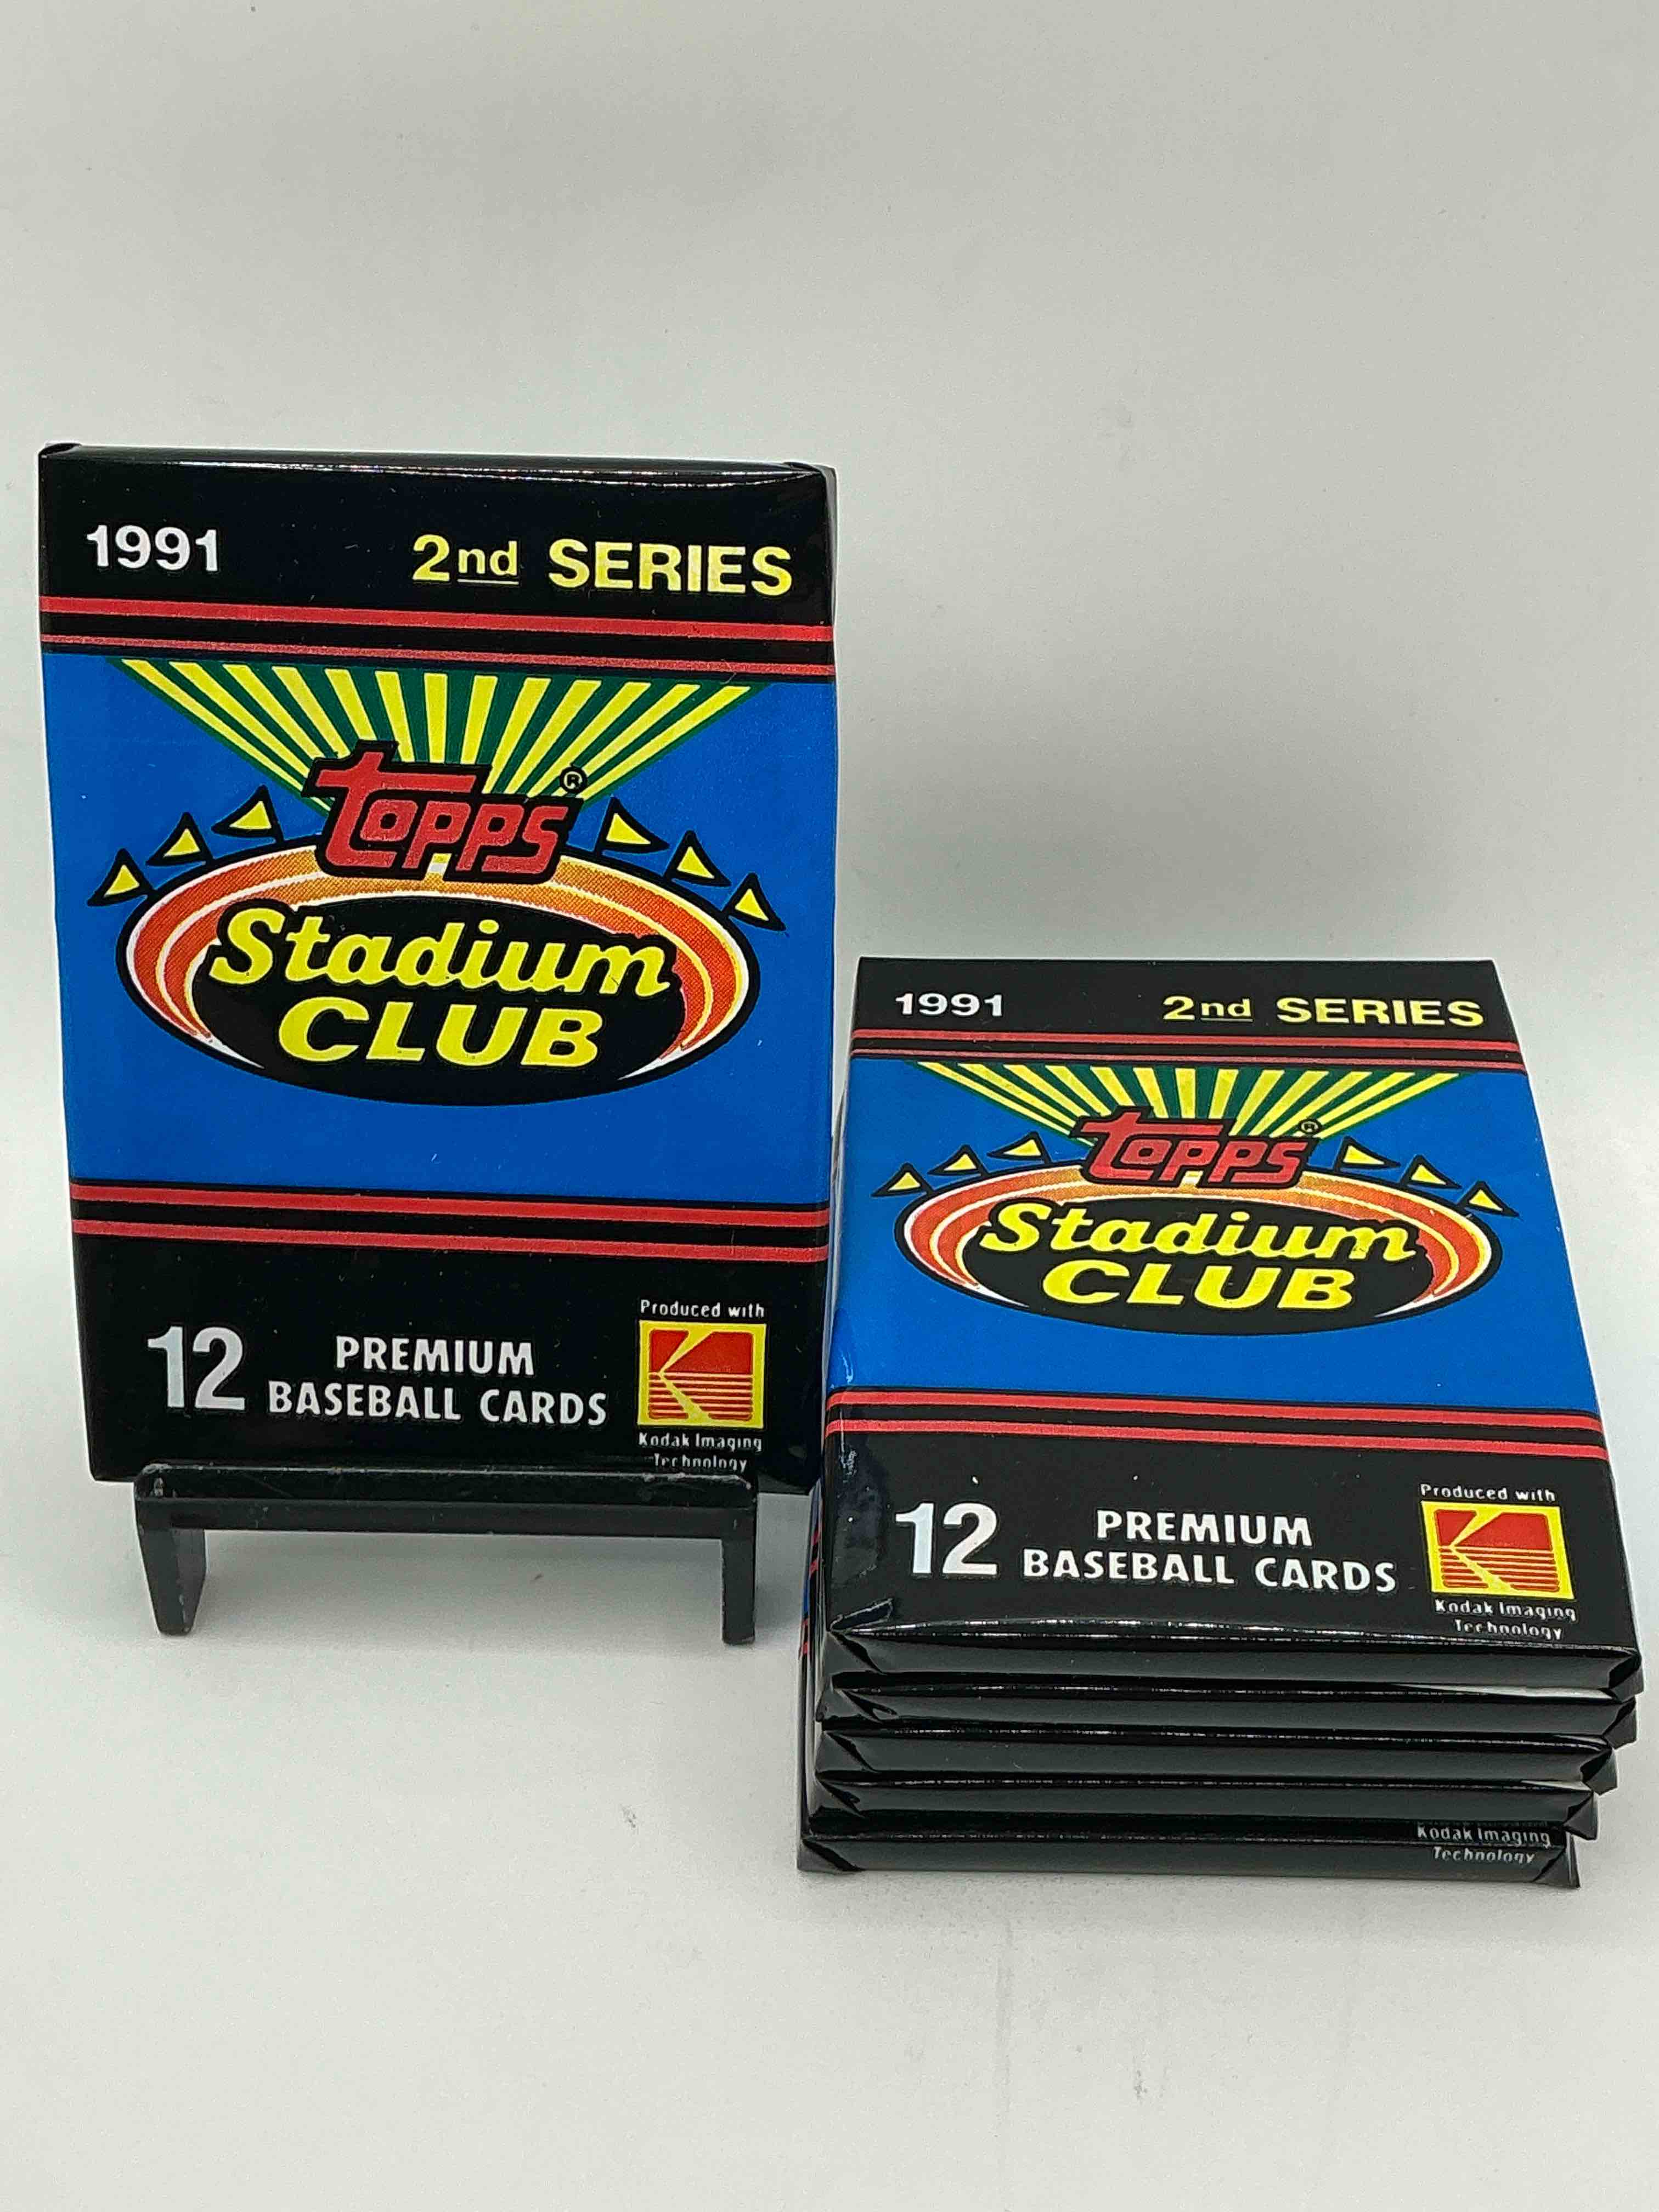 1991 2nd SERIES
TOPPS ®
Stadium
CLUB
12 PREMIUM
BASEBALL CARDS
Produced with
Kodak Imaging
Technology
1991 2nd SERIES
TOPPS ®
Stadium
CLUB
12 PREMIUM
BASEBALL CARDS
Produced with
Kodak Imaging
Technology
Kodak Imaging
Technology